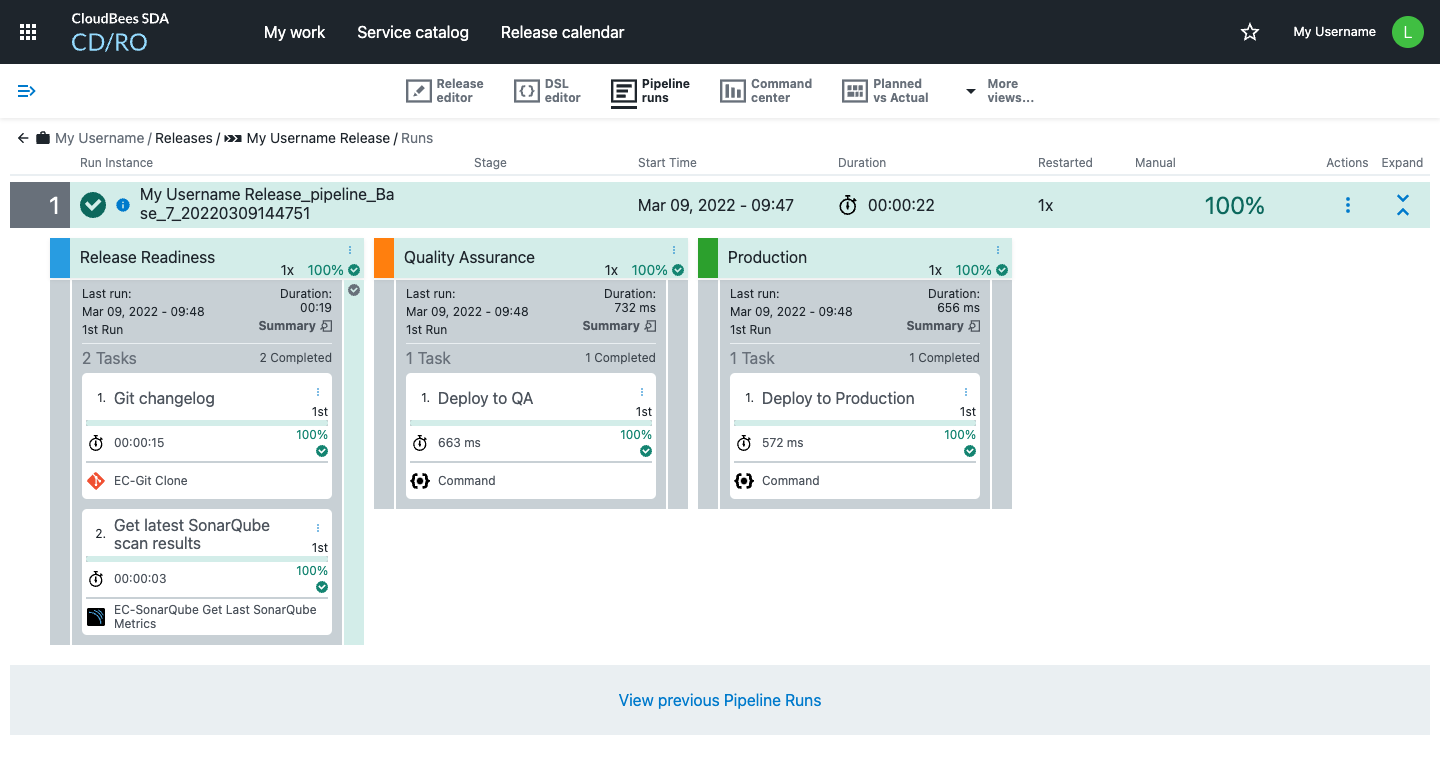 CloudBees SDA
CD/RO
My work
Service catalog
Release calendar
My Username
L
Release
editor
DSL
editor
Pipeline
runs
Command
center
Planned
vs Actual
More
views...
My Username / Releases / My Username Release / Runs
Run Instance
Stage
Start Time
Duration
Restarted
Manual
Actions
Expand
1
My Username Release_pipeline_Ba
se_7_20220309144751
Mar 09, 2022 - 09:47
00:00:22
1x
100%
Release Readiness
1x 100%
Last run:
Duration:
00:19
Mar 09, 2022 - 09:48
1st Run
Summary
2 Tasks
2 Completed
1. Git changelog
1st
100%
00:00:15
EC-Git Clone
2. Get latest SonarQube
scan results
1st
100%
00:00:03
EC-SonarQube Get Last SonarQube
Metrics
Quality Assurance
1x 100%
Last run:
Duration:
732 ms
Mar 09, 2022 - 09:48
1st Run
Summary
1 Task
1 Completed
1. Deploy to QA
1st
100%
663 ms
Command
Production
1x 100%
Last run:
Duration:
656 ms
Mar 09, 2022 - 09:48
1st Run
Summary
1 Task
1 Completed
1. Deploy to Production
1st
100%
572 ms
Command
View previous Pipeline Runs